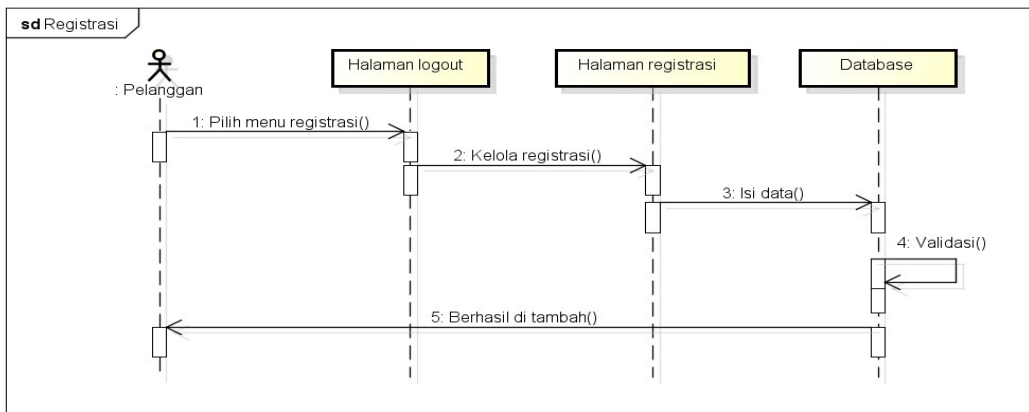 sd Registrasi
: Pelanggan
Halaman logout
Halaman registrasi
Database
1: Pilih menu registrasi()
2: Kelola registrasi()
3: Isi data()
4: Validasi()
5: Berhasil di tambah()